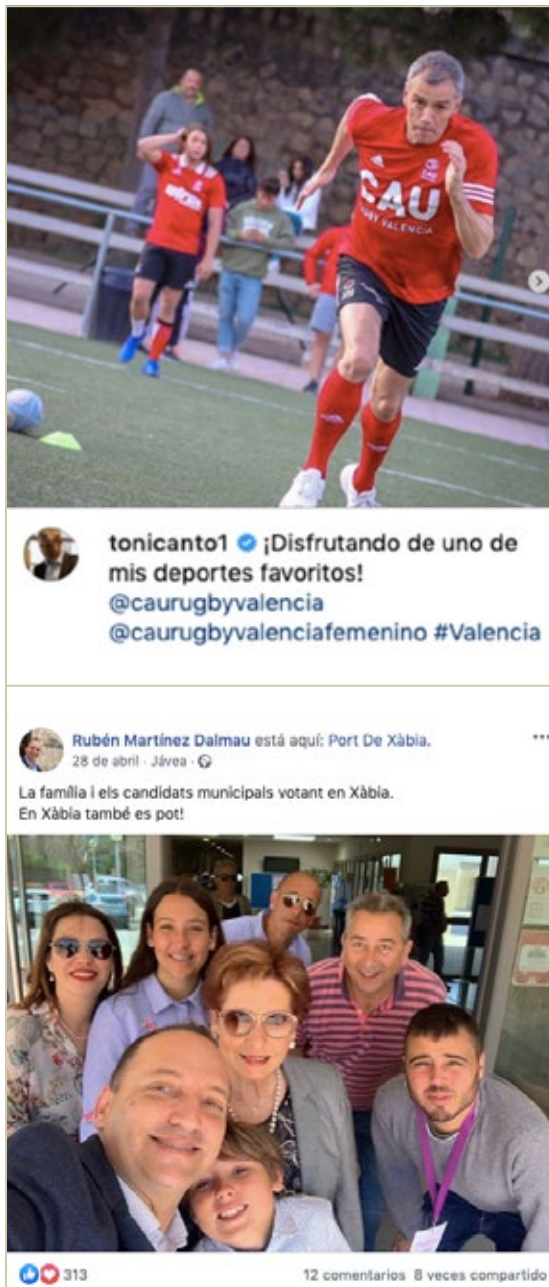 CAU
RUGBY VALENCIA
tonicanto1 ¡Disfrutando de uno de
mis deportes favoritos!
@caurugbyvalencia
@caurugbyvalenciafemenino #Valencia
Rubén Martínez Dalmau está aquí: Port De Xàbia.
28 de abril · Jávea ·
La família i els candidats municipals votant en Xàbia.
En Xàbia també es pot!
313
12 comentarios 8 veces compartido